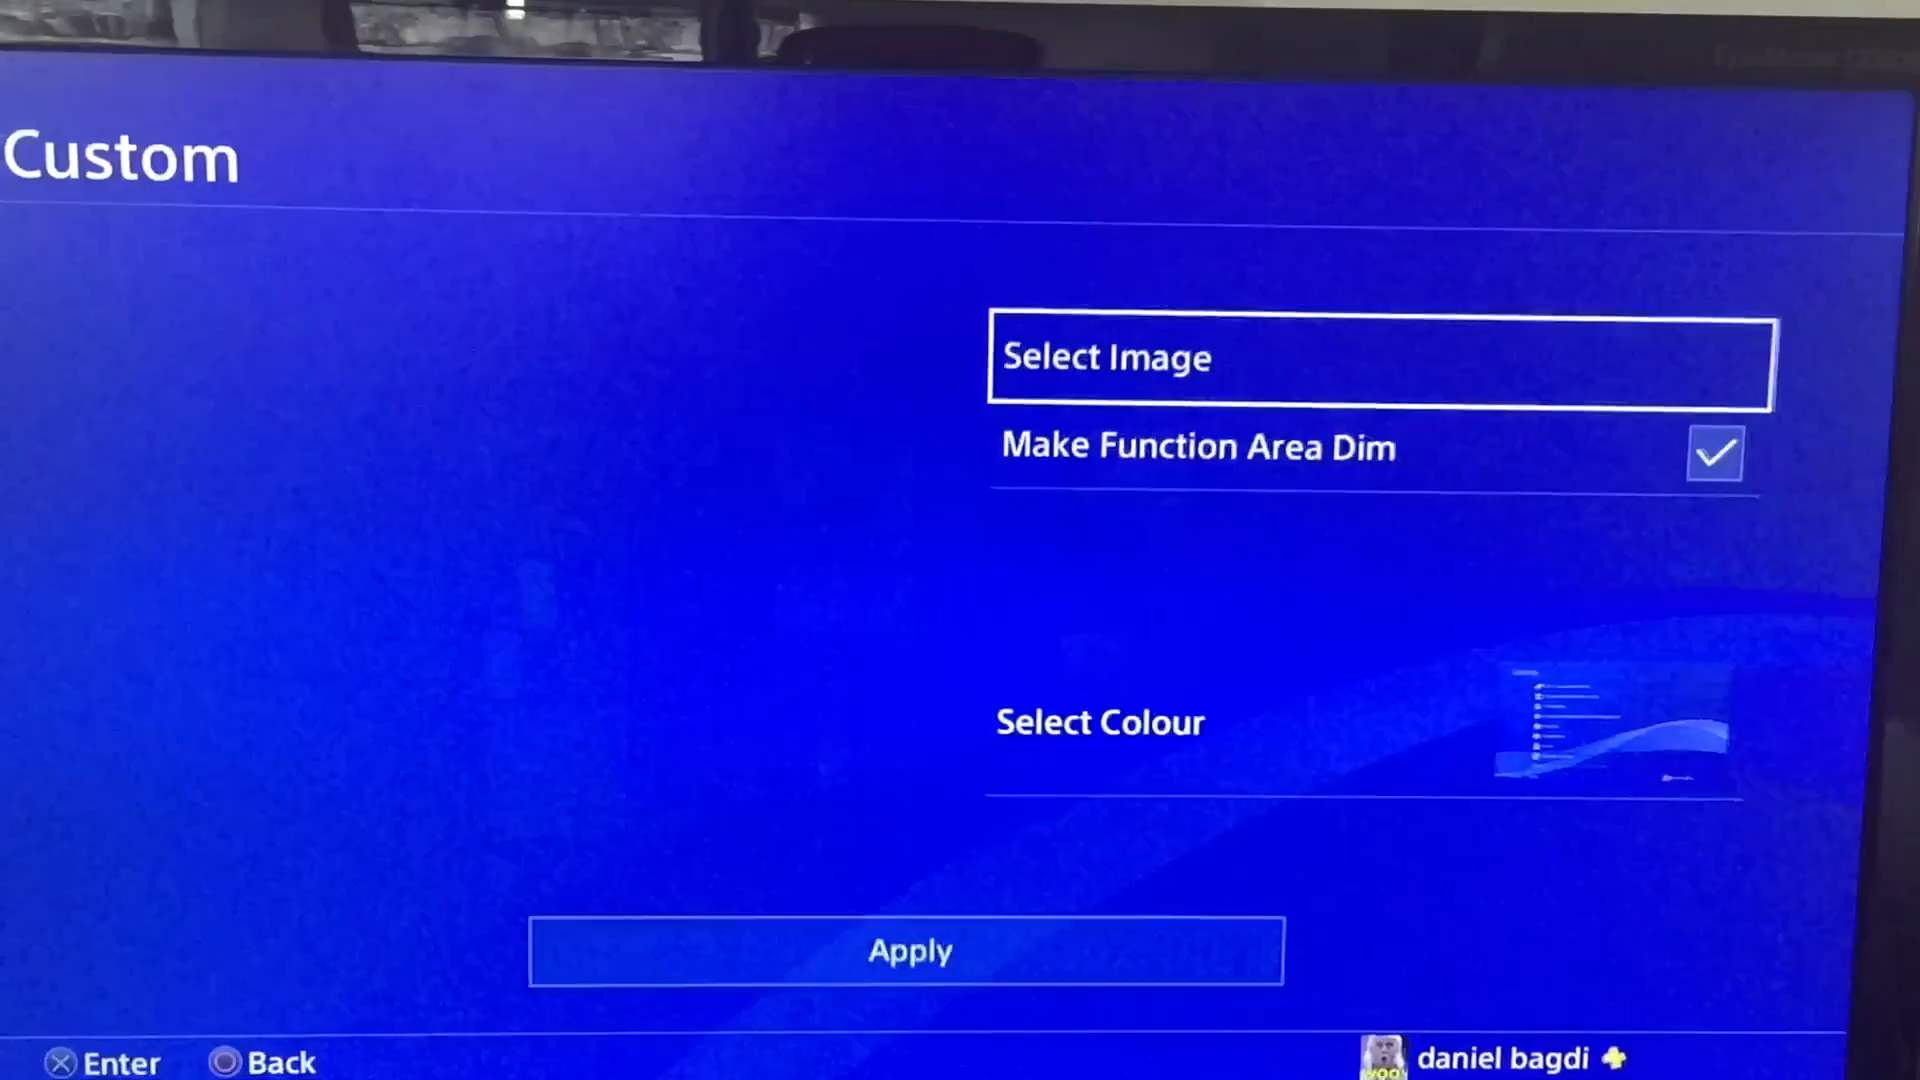 Custom
Select Image
Make Function Area Dim
Select Colour
Apply
Enter
Back
daniel bagdi